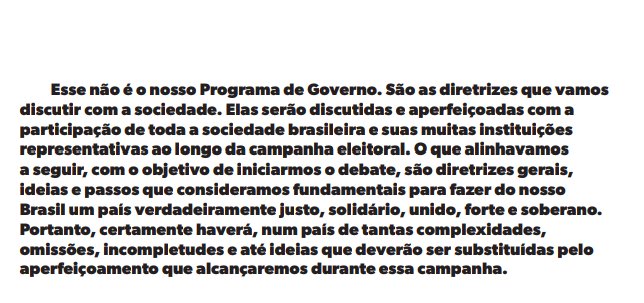 Esse não é o nosso Programa de Governo. São as diretrizes que vamos
discutir com a sociedade. Elas serão discutidas e aperfeiçoadas com a
participação de toda a sociedade brasileira e suas muitas instituições
representativas ao longo da campanha eleitoral. O que alinhavamos
a seguir, com o objetivo de iniciarmos o debate, são diretrizes gerais,
ideias e passos que consideramos fundamentais para fazer do nosso
Brasil um país verdadeiramente justo, solidário, unido, forte e soberano.
Portanto, certamente haverá, num país de tantas complexidades,
omissões, incompletudes e até ideias que deverão ser substituídas pelo
aperfeiçoamento que alcançaremos durante essa campanha.